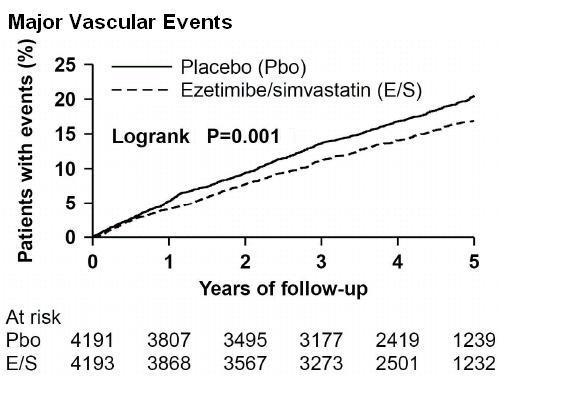 Major Vascular Events
Patients with events (%)
25
20
15
10
5
0
Placebo (Pbo)
Ezetimibe/simvastatin (E/S)
Logrank P=0.001
0 1 2 3 4 5
Years of follow-up
At risk
Pbo 4191 3807 3495 3177 2419 1239
E/S 4193 3868 3567 3273 2501 1232